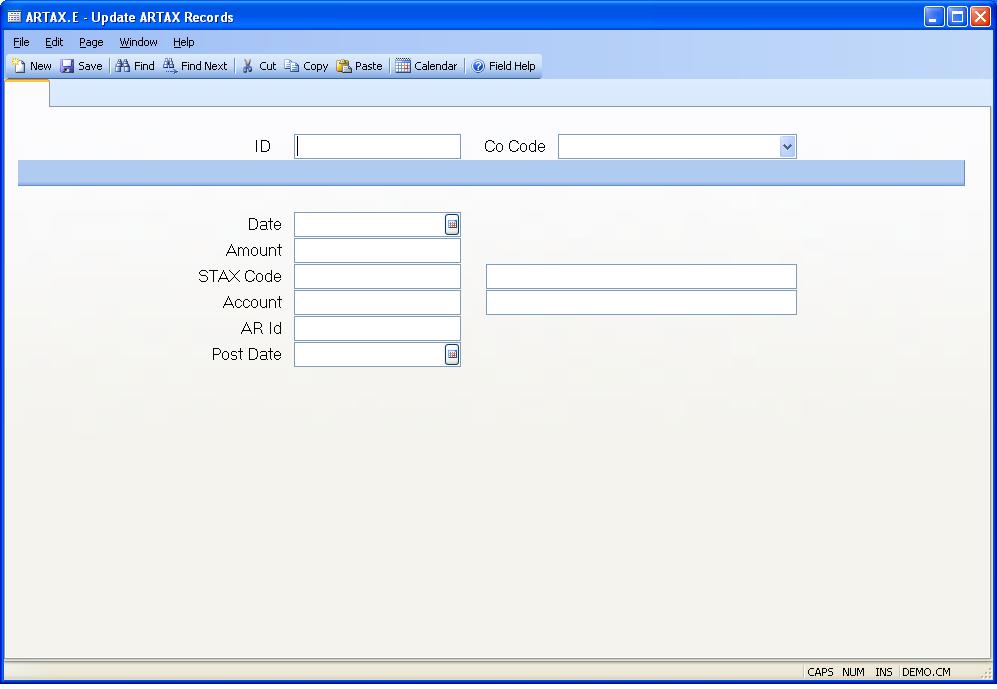 ARTAX.E - Update ARTAX Records
File Edit Page Window Help
New Save Find Find Next Cut Copy Paste Calendar Field Help
ID Co Code
Date
Amount
STAX Code
Account
AR Id
Post Date
CAPS NUM INS DEMO.CM